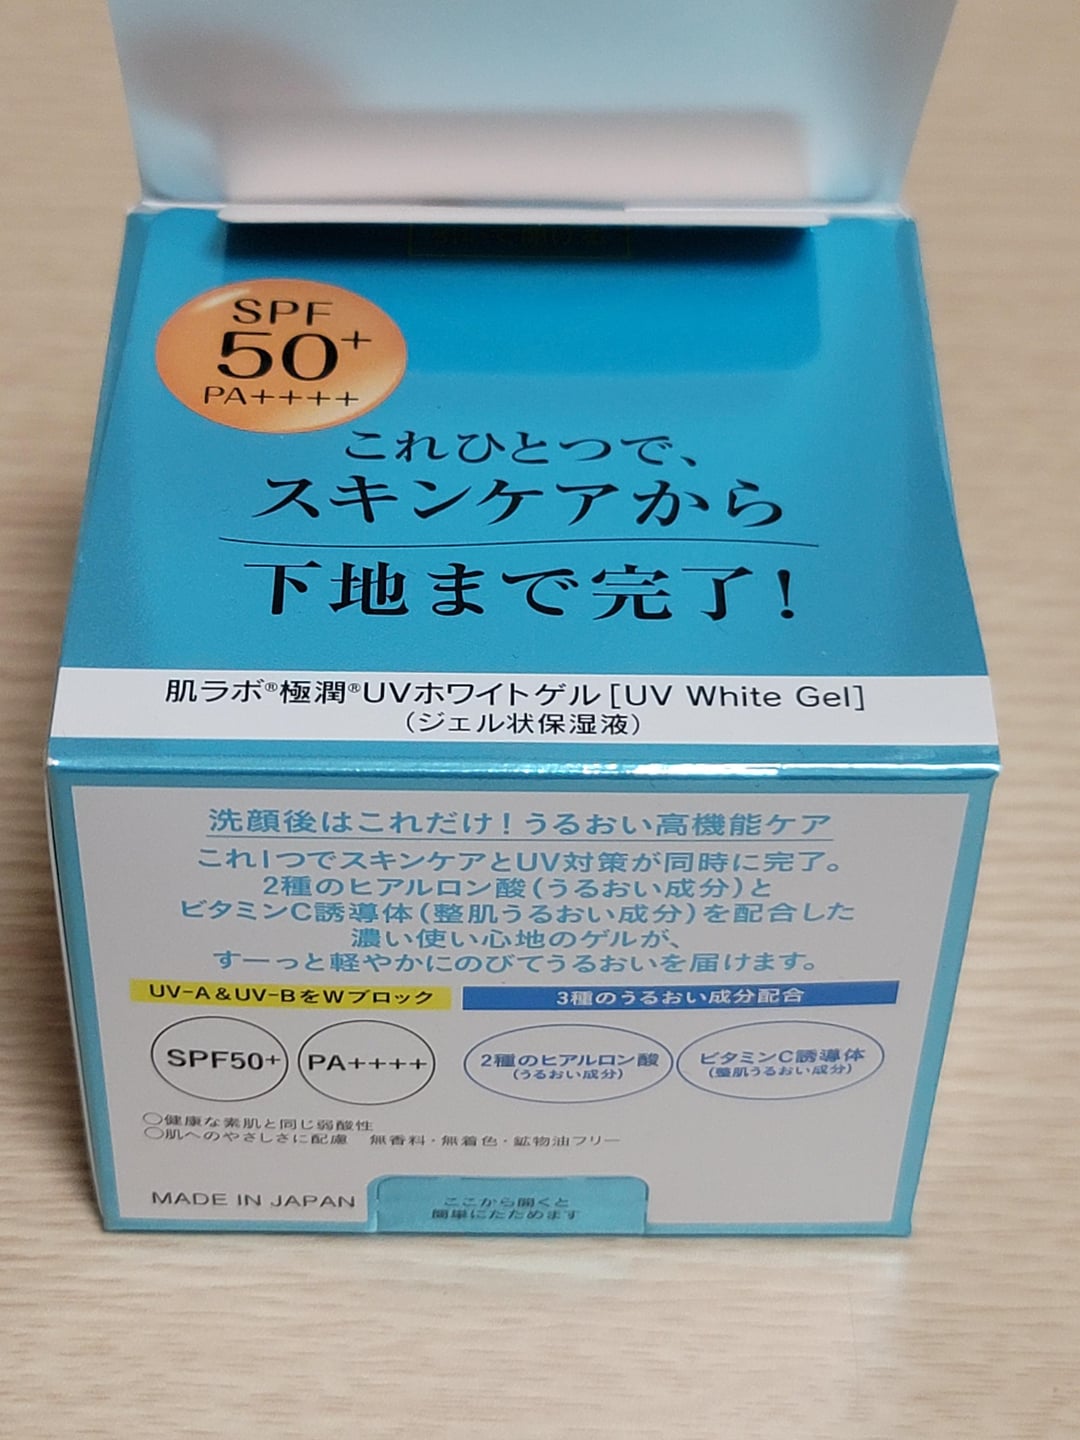 SPF
50+
PA++++
これひとつで、
スキンケアから
下地まで完了!
肌ラボ®極潤®UVホワイトゲル[UV White Gel]
(ジェル状保湿液)
洗顔後はこれだけ!うるおい高機能ケア
これ1つでスキンケアとUV対策が同時に完了。
2種のヒアルロン酸(うるおい成分)と
ビタミンC誘導体(整肌うるおい成分)を配合した
濃い使い心地のゲルが、
すーっと軽やかにのびてうるおいを届けます。
UV-A&UV-BをWブロック
3種のうるおい成分配合
SPF50+
PA++++
2種のヒアルロン酸
(うるおい成分)
ビタミンC誘導体
(整肌うるおい成分)
○健康な素肌と同じ弱酸性
○肌へのやさしさに配慮 無香料・無着色・鉱物油フリー
MADE IN JAPAN
ここから開くと
簡単にたためます